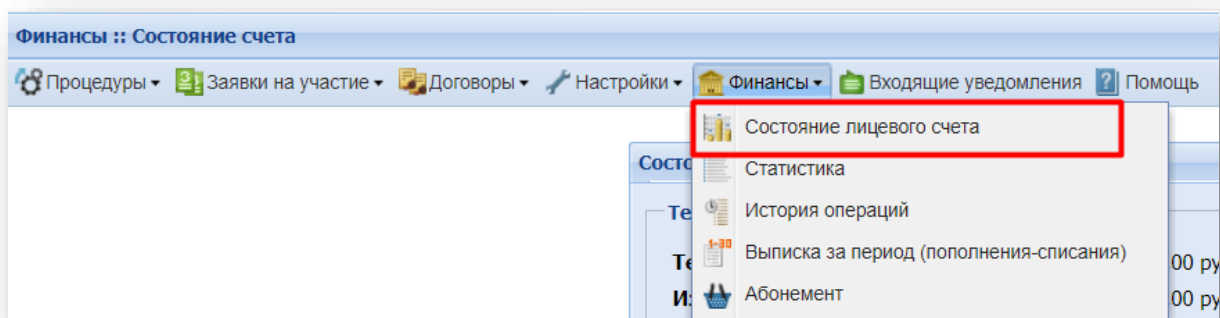 Финансы :: Состояние счета
Процедуры Заявки на участие Договоры Настройки Финансы Входящие уведомления Помощь
Состояние лицевого счета
Статистика
История операций
Выписка за период (пополнения-списания)
Абонемент